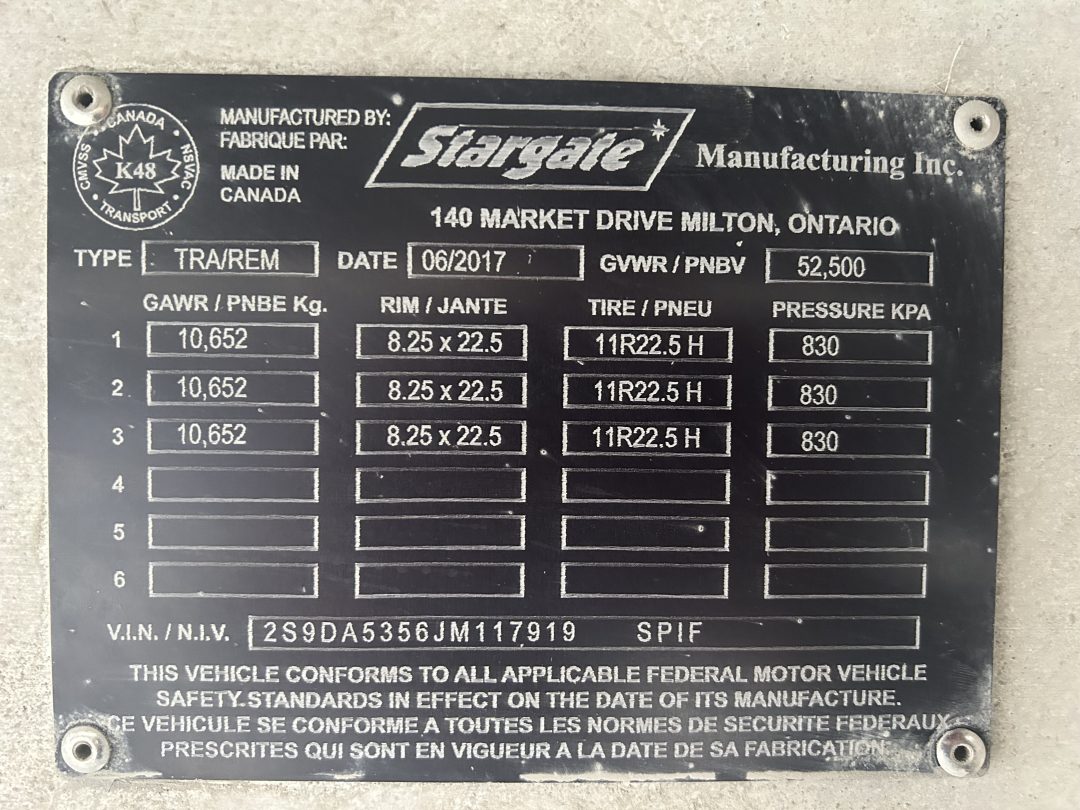 CANADA
CMVSS
NSVAC
K48
TRANSPORT
MANUFACTURED BY:
FABRIQUE PAR:
MADE IN
CANADA
Stargate Manufacturing Inc.
140 MARKET DRIVE MILTON, ONTARIO
TYPE TRA/REM DATE 06/2017 GVWR / PNBV 52,500
GAWR / PNBE Kg. RIM / JANTE TIRE / PNEU PRESSURE KPA
1 10,652 8.25 x 22.5 11R22.5 H 830
2 10,652 8.25 x 22.5 11R22.5 H 830
3 10,652 8.25 x 22.5 11R22.5 H 830
4
5
6
V.I.N. / N.I.V. 2S9DA5356JM117919 SPIF
THIS VEHICLE CONFORMS TO ALL APPLICABLE FEDERAL MOTOR VEHICLE
SAFETY STANDARDS IN EFFECT ON THE DATE OF ITS MANUFACTURE.
CE VEHICULE SE CONFORME A TOUTES LES NORMES DE SECURITE FEDERAUX
PRESCRITES QUI SONT EN VIGUEUR A LA DATE DE SA FABRICATION.